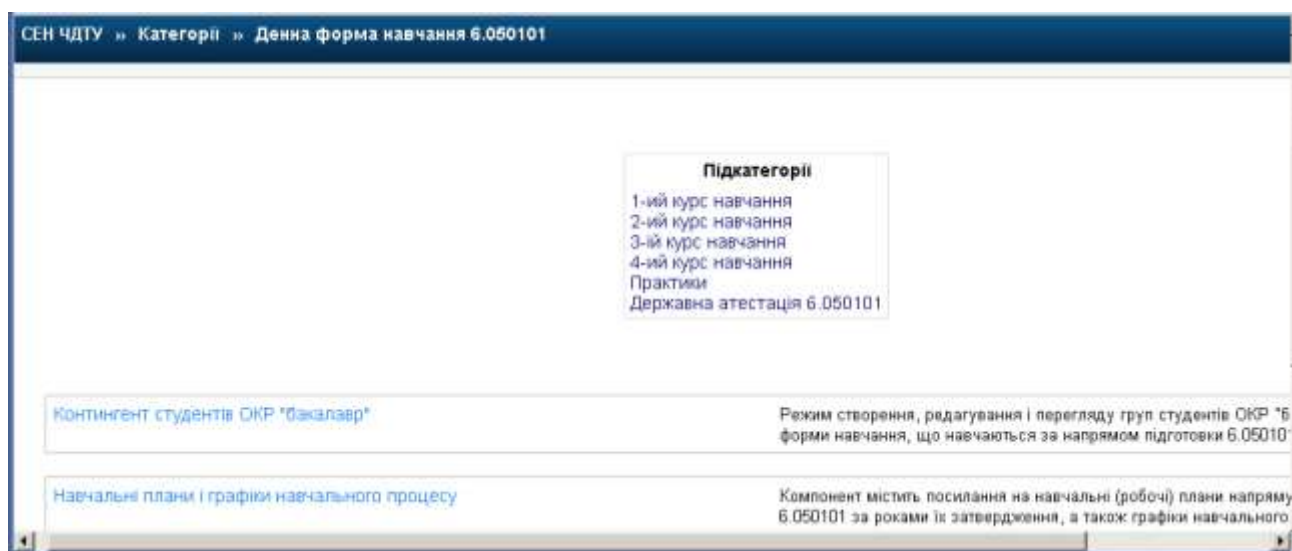 СЕН ЧДТУ » Категорії » Денна форма навчання 6.050101
Підкатегорії
1-ий курс навчання
2-ий курс навчання
3-ій курс навчання
4-ий курс навчання
Практики
Державна атестація 6.050101
Контингент студентів ОКР "бакалавр"
Режим створення, редагування і перегляду груп студентів ОКР "б
форми навчання, що навчаються за напрямом підготовки 6.05010
Навчальні плани і графіки навчального процесу
Компонент містить посилання на навчальні (робочі) плани напряму
6.050101 за роками їх затвердження, а також графіки навчального